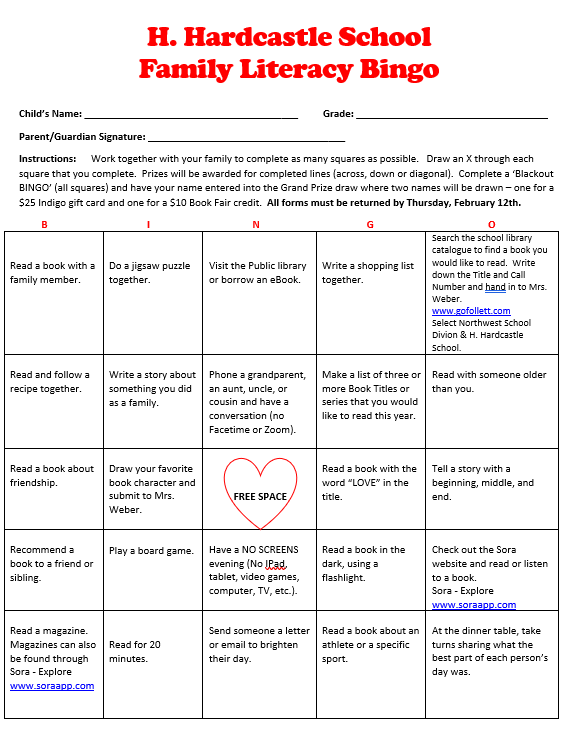 H. Hardcastle School
Family Literacy Bingo
Child's Name: ________________________________________ Grade: ______________________________
Parent/Guardian Signature: _____________________________________
Instructions: Work together with your family to complete as many squares as possible. Draw an X through each
square that you complete. Prizes will be awarded for completed lines (across, down or diagonal). Complete a 'Blackout
BINGO' (all squares) and have your name entered into the Grand Prize draw where two names will be drawn – one for a
$25 Indigo gift card and one for a $10 Book Fair credit. All forms must be returned by Thursday, February 12th.
B I N G O
Read a book with a
family member.
Do a jigsaw puzzle
together.
Visit the Public library
or borrow an eBook.
Write a shopping list
together.
Search the school library
catalogue to find a book you
would like to read. Write
down the Title and Call
Number and hand in to Mrs.
Weber.
www.gofollett.com
Select Northwest School
Divion & H. Hardcastle
School.
Read and follow a
recipe together.
Write a story about
something you did
as a family.
Phone a grandparent,
an aunt, uncle, or
cousin and have a
conversation (no
Facetime or Zoom).
Make a list of three or
more Book Titles or
series that you would
like to read this year.
Read with someone older
than you.
Read a book about
friendship.
Draw your favorite
book character and
submit to Mrs.
Weber.
FREE SPACE
Read a book with the
word "LOVE" in the
title.
Tell a story with a
beginning, middle, and
end.
Recommend a
book to a friend or
sibling.
Play a board game.
Have a NO SCREENS
evening (No IPad,
tablet, video games,
computer, TV, etc.).
Read a book in the
dark, using a
flashlight.
Check out the Sora
website and read or listen
to a book.
Sora - Explore
www.soraapp.com
Read a magazine.
Magazines can also
be found through
Sora - Explore
www.soraapp.com
Read for 20
minutes.
Send someone a letter
or email to brighten
their day.
Read a book about an
athlete or a specific
sport.
At the dinner table, take
turns sharing what the
best part of each person's
day was.